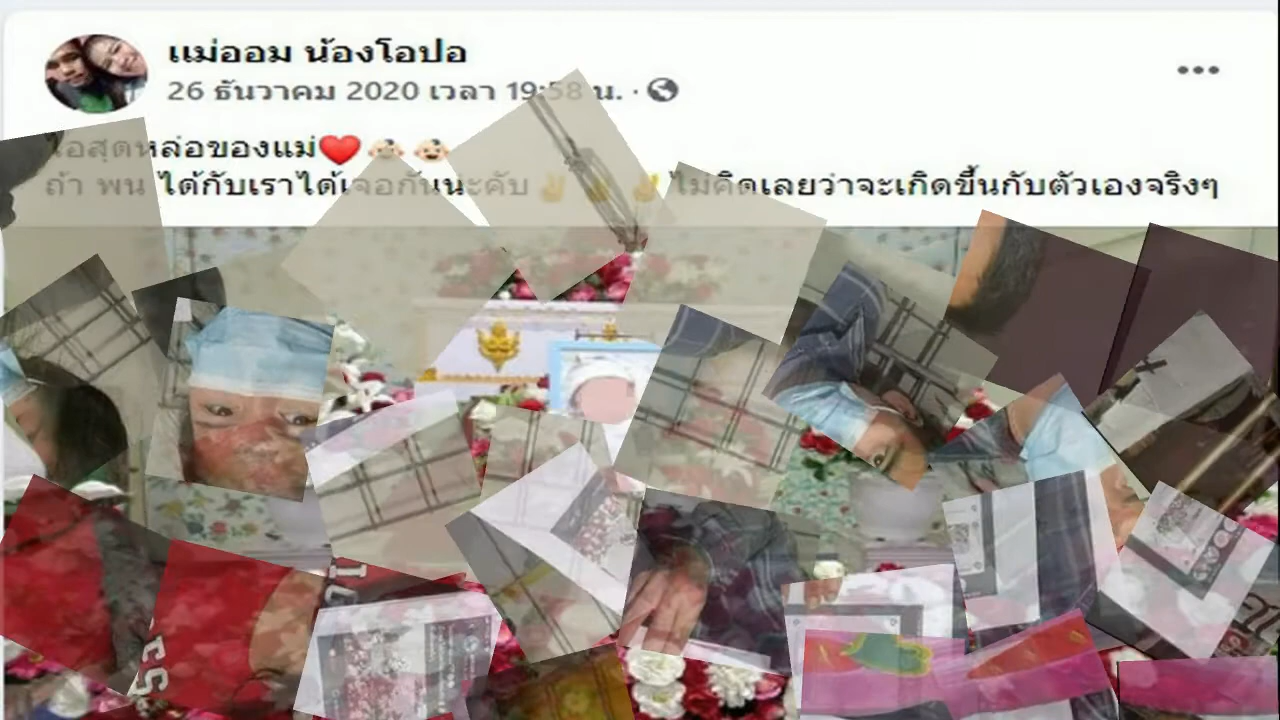 แม่ออม น้องโอปอ
26 ธันวาคม 2020 เวลา 19:58 น.
สุดหล่อของแม่❤️👶🏻👶🏻
ถ้า พน ได้กับเราได้เจอกันนะคับ ✌️✌️✌️ ไม่คิดเลยว่าจะเกิดขึ้นกับตัวเองจริงๆ